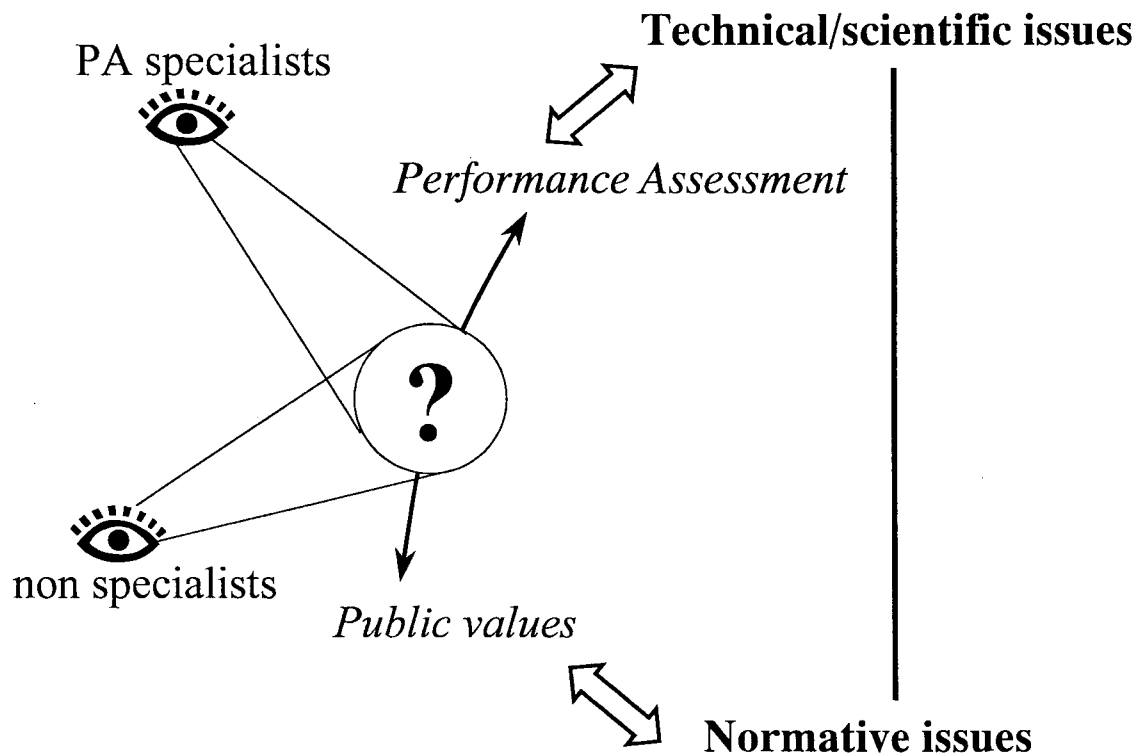 Technical/scientific issues
PA specialists
Performance Assessment
?
non specialists
Public values
Normative issues